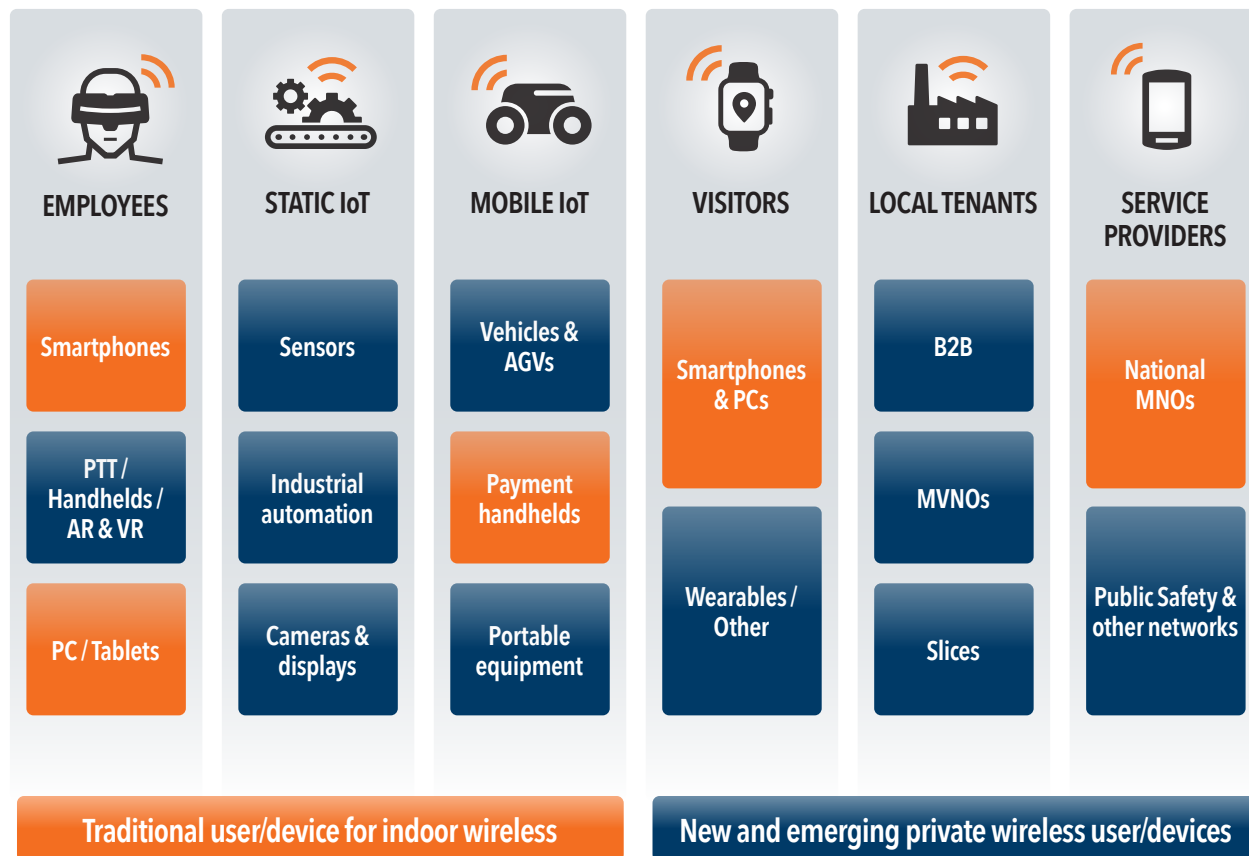 EMPLOYEES
Smartphones
PTT /
Handhelds /
AR & VR
PC / Tablets
STATIC IoT
Sensors
Industrial
automation
Cameras &
displays
MOBILE IoT
Vehicles &
AGVs
Payment
handhelds
Portable
equipment
VISITORS
Smartphones
& PCs
Wearables /
Other
LOCAL TENANTS
B2B
MVNOs
Slices
SERVICE
PROVIDERS
National
MNOs
Public Safety &
other networks
Traditional user/device for indoor wireless
New and emerging private wireless user/devices